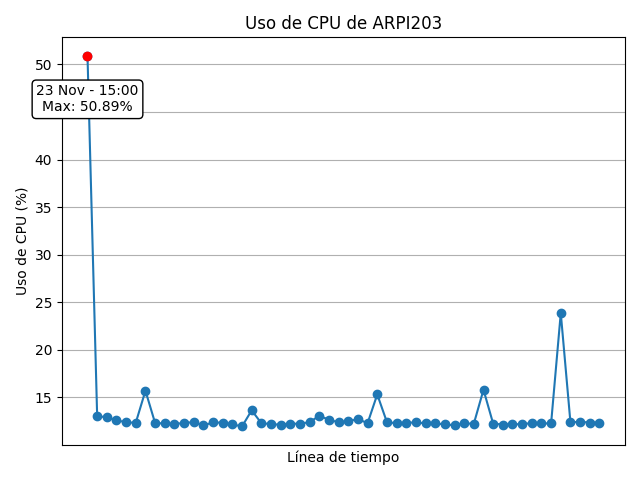 Uso de CPU de ARPI203
50
23 Nov - 15:00
Max: 50.89%
40
35
30
25
20
15
Uso de CPU (%)
Línea de tiempo